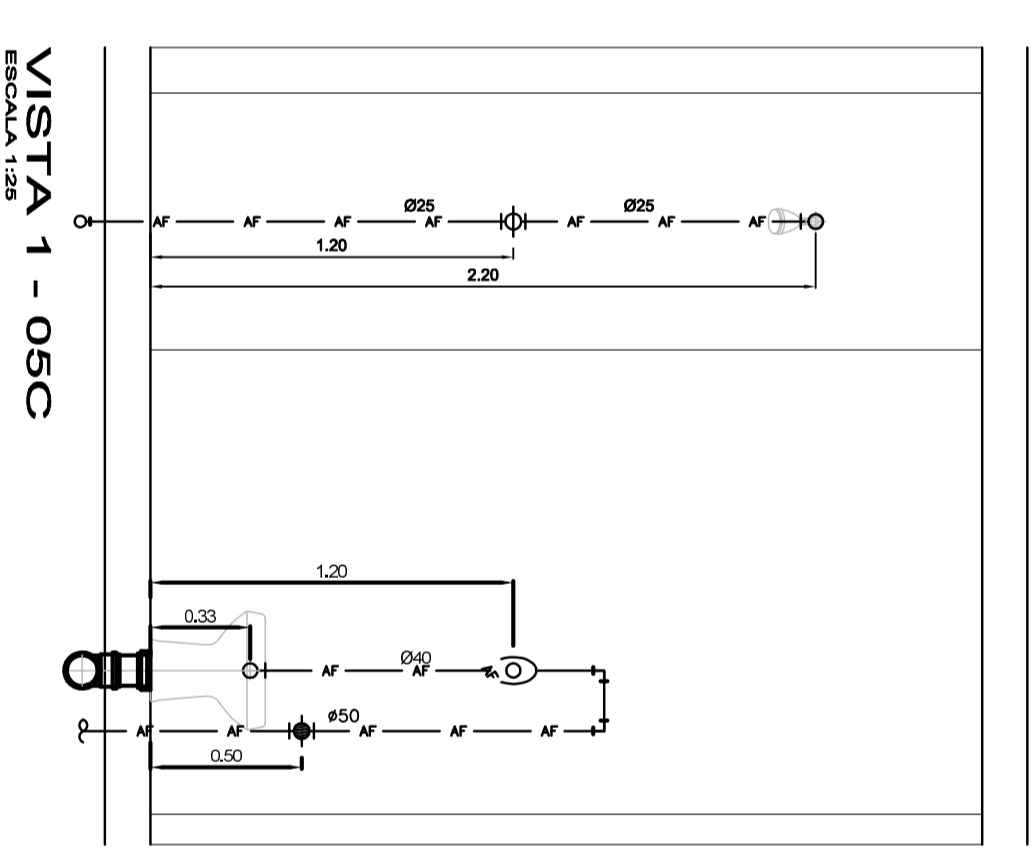 VISTA 1 - 05C
ESCALA 1:25
Ø25
Ø25
AF AF AF AF AF AF AF
1.20
2.20
1.20
0.33
Ø40
AF AF AF
Ø50
AF AF AF AF AF
0.50